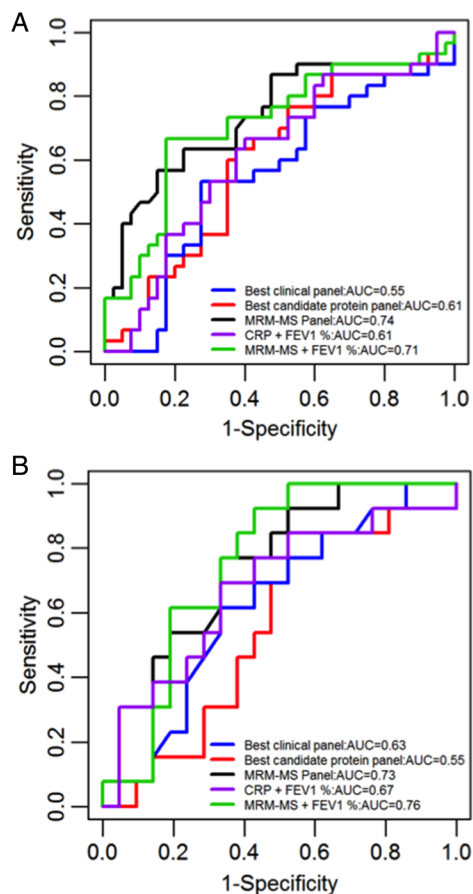 A
1.0
0.8
0.6
0.4
0.2
0.0
Sensitivity
Best clinical panel:AUC=0.55
Best candidate protein panel:AUC=0.61
MRM-MS Panel:AUC=0.74
CRP + FEV1 %:AUC=0.61
MRM-MS + FEV1 %:AUC=0.71
0.0 0.2 0.4 0.6 0.8 1.0
1-Specificity
B
1.0
0.8
0.6
0.4
0.2
0.0
Sensitivity
Best clinical panel:AUC=0.63
Best candidate protein panel:AUC=0.55
MRM-MS Panel:AUC=0.73
CRP + FEV1 %:AUC=0.67
MRM-MS + FEV1 %:AUC=0.76
0.0 0.2 0.4 0.6 0.8 1.0
1-Specificity